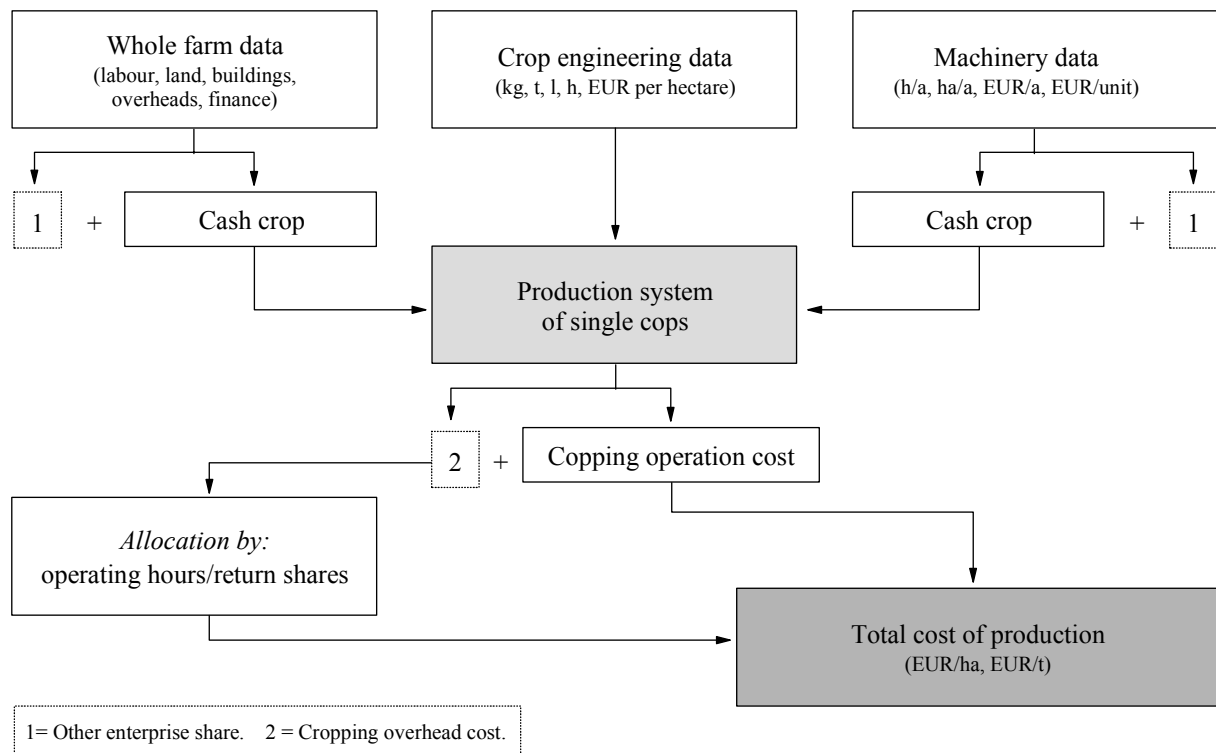 Whole farm data
(labour, land, buildings,
overheads, finance)
Crop engineering data
(kg, t, l, h, EUR per hectare)
Machinery data
(h/a, ha/a, EUR/a, EUR/unit)
1
+
Cash crop
Cash crop
+
1
Production system
of single cops
2
+
Copping operation cost
Allocation by:
operating hours/return shares
Total cost of production
(EUR/ha, EUR/t)
1= Other enterprise share. 2 = Cropping overhead cost.